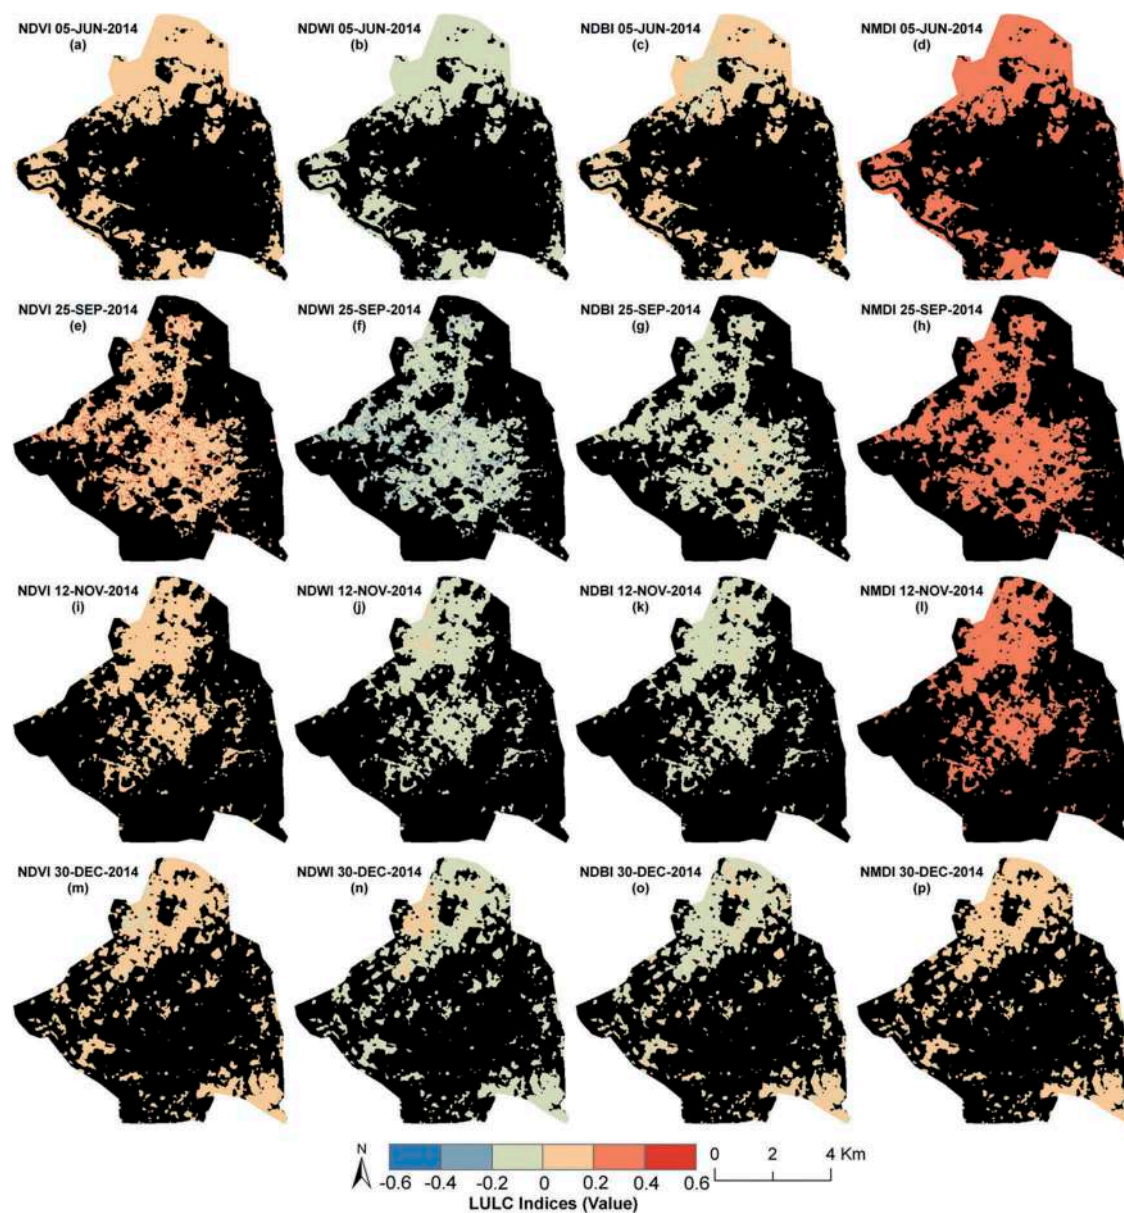 NDVI 05-JUN-2014 NDWI 05-JUN-2014 NDBI 05-JUN-2014 NMDI 05-JUN-2014
(a) (b) (c) (d)
NDVI 25-SEP-2014 NDWI 25-SEP-2014 NDBI 25-SEP-2014 NMDI 25-SEP-2014
(e) (f) (g) (h)
NDVI 12-NOV-2014 NDWI 12-NOV-2014 NDBI 12-NOV-2014 NMDI 12-NOV-2014
(i) (j) (k) (l)
NDVI 30-DEC-2014 NDWI 30-DEC-2014 NDBI 30-DEC-2014 NMDI 30-DEC-2014
(m) (n) (o) (p)
N 0 2 4 Km
-0.6 -0.4 -0.2 0 0.2 0.4 0.6
LULC Indices (Value)